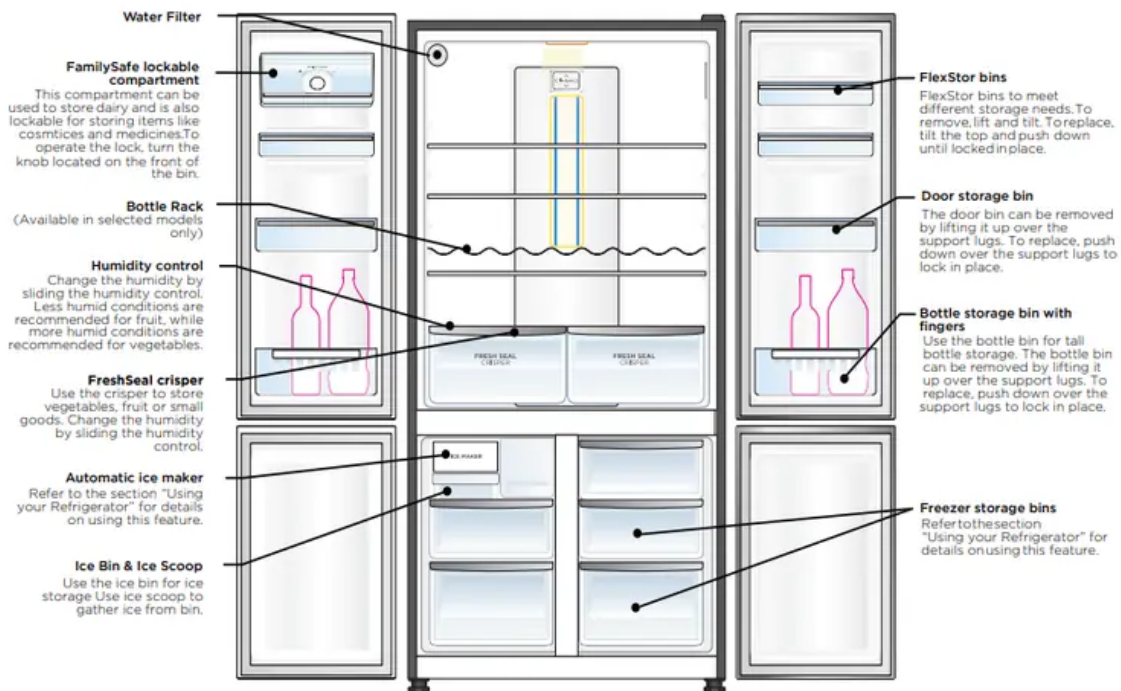 Water Filter
FamilySafe lockable
compartment
This compartment can be
used to store dairy and is also
lockable for storing items like
cosmtices and medicines.To
operate the lock, turn the
knob located on the front of
the bin.
Bottle Rack
(Available in selected models
only)
Humidity control
Change the humidity by
sliding the humidity control.
Less humid conditions are
recommended for fruit, while
more humid conditions are
recommended for vegetables.
FreshSeal crisper
Use the crisper to store
vegetables, fruit or small
goods. Change the humidity
by sliding the humidity
control.
Automatic ice maker
Refer to the section "Using
your Refrigerator" for details
on using this feature.
Ice Bin & Ice Scoop
Use the ice bin for ice
storage Use ice scoop to
gather ice from bin.
FRESH SEAL
CRISPER
FRESH SEAL
CRISPER
ICE MAKER
FlexStor bins
FlexStor bins to meet
different storage needs.To
remove, lift and tilt. To replace,
tilt the top and push down
until locked in place.
Door storage bin
The door bin can be removed
by lifting it up over the
support lugs. To replace, push
down over the support lugs to
lock in place.
Bottle storage bin with
fingers
Use the bottle bin for tall
bottle storage. The bottle bin
can be removed by lifting it
up over the support lugs. To
replace, push down over the
support lugs to lock in place.
Freezer storage bins
Refertothesection
"Using your Refrigerator" for
details on using this feature.